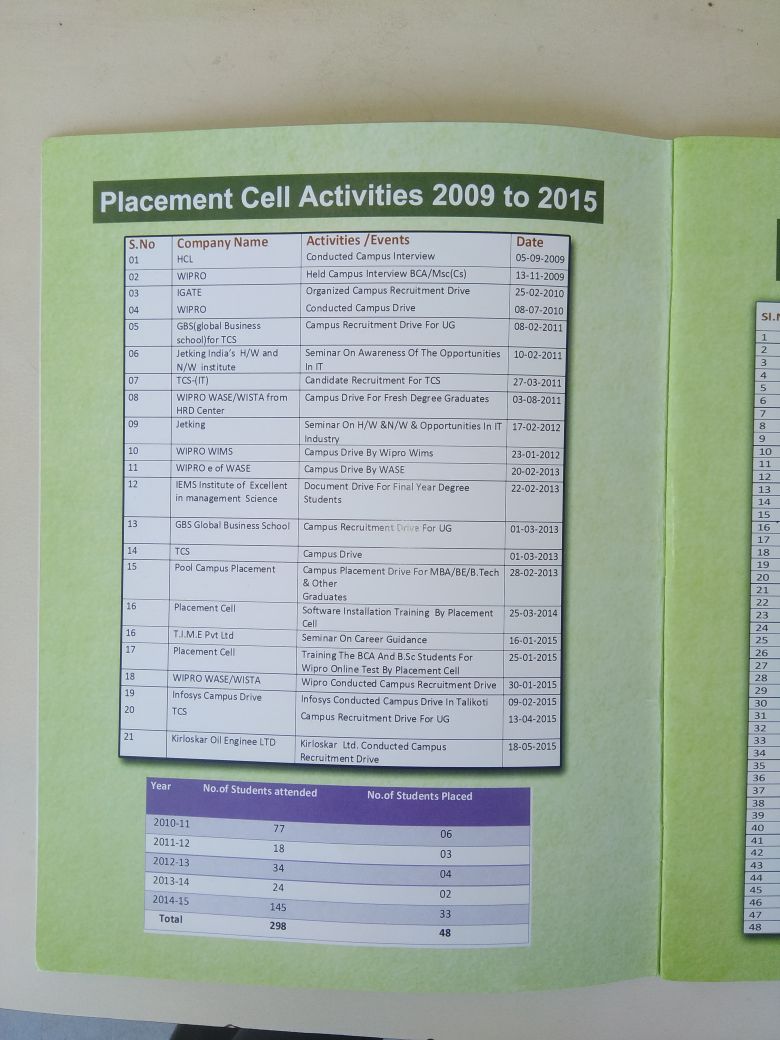 Placement Cell Activities 2009 to 2015
S.No Company Name Activities /Events Date
01 HCL Conducted Campus Interview 05-09-2009
02 WIPRO Held Campus Interview BCA/Msc(Cs) 13-11-2009
03 IGATE Organized Campus Recruitment Drive 25-02-2010
04 WIPRO Conducted Campus Drive 08-07-2010
05 GBS(global Business Campus Recruitment Drive For UG 08-02-2011
school)for TCS
06 Jetking India's H/W and Seminar On Awareness Of The Opportunities 10-02-2011
N/W institute In IT
07 TCS-(IT) Candidate Recruitment For TCS 27-03-2011
08 WIPRO WASE/WISTA from Campus Drive For Fresh Degree Graduates 03-08-2011
HRD Center
09 Jetking Seminar On H/W &N/W & Opportunities In IT 17-02-2012
Industry
10 WIPRO WIMS Campus Drive By Wipro Wims 23-01-2012
11 WIPRO e of WASE Campus Drive By WASE 20-02-2013
12 IEMS Institute of Excellent Document Drive For Final Year Degree 22-02-2013
in management Science Students
13 GBS Global Business School Campus Recruitment Drive For UG 01-03-2013
14 TCS Campus Drive 01-03-2013
15 Pool Campus Placement Campus Placement Drive For MBA/BE/B.Tech 28-02-2013
& Other
Graduates
16 Placement Cell Software Installation Training By Placement 25-03-2014
Cell
16 T.I.M.E Pvt Ltd Seminar On Career Guidance 16-01-2015
17 Placement Cell Training The BCA And B.Sc Students For 25-01-2015
Wipro Online Test By Placement Cell
18 WIPRO WASE/WISTA Wipro Conducted Campus Recruitment Drive 30-01-2015
19 Infosys Campus Drive Infosys Conducted Campus Drive In Talikoti 09-02-2015
20 TCS Campus Recruitment Drive For UG 13-04-2015
21 Kirloskar Oil Enginee LTD Kirloskar Ltd. Conducted Campus 18-05-2015
Recruitment Drive
Year No.of Students attended No.of Students Placed
2010-11 77 06
2011-12 18 03
2012-13 34 04
2013-14 24 02
2014-15 145 33
Total 298 48
1
2
3
4
5
6
7
8
9
10
11
12
13
14
15
16
17
18
19
20
21
22
23
24
25
26
27
28
29
30
31
32
33
34
35
36
37
38
39
40
41
42
43
44
45
46
47
48